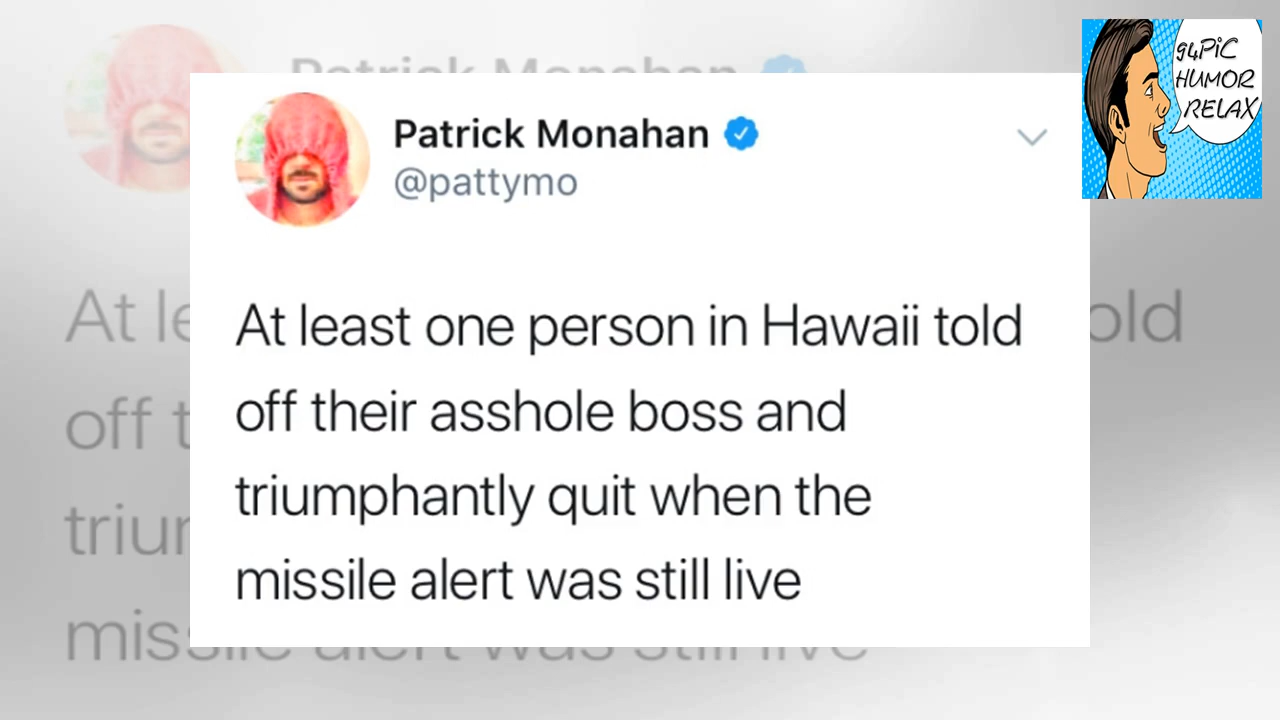 Patrick Monahan
@pattymo
At least one person in Hawaii told
off their asshole boss and
triumphantly quit when the
missile alert was still live
94PiC
HUMOR
RELAX